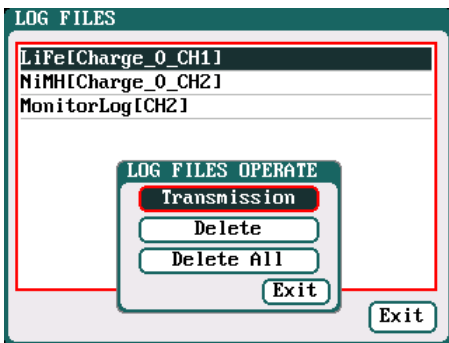 LOG FILES
LiFe[Charge_0_CH1]
NiMH[Charge_0_CH2]
MonitorLog[CH2]
LOG FILES OPERATE
Transmission
Delete
Delete All
Exit
Exit